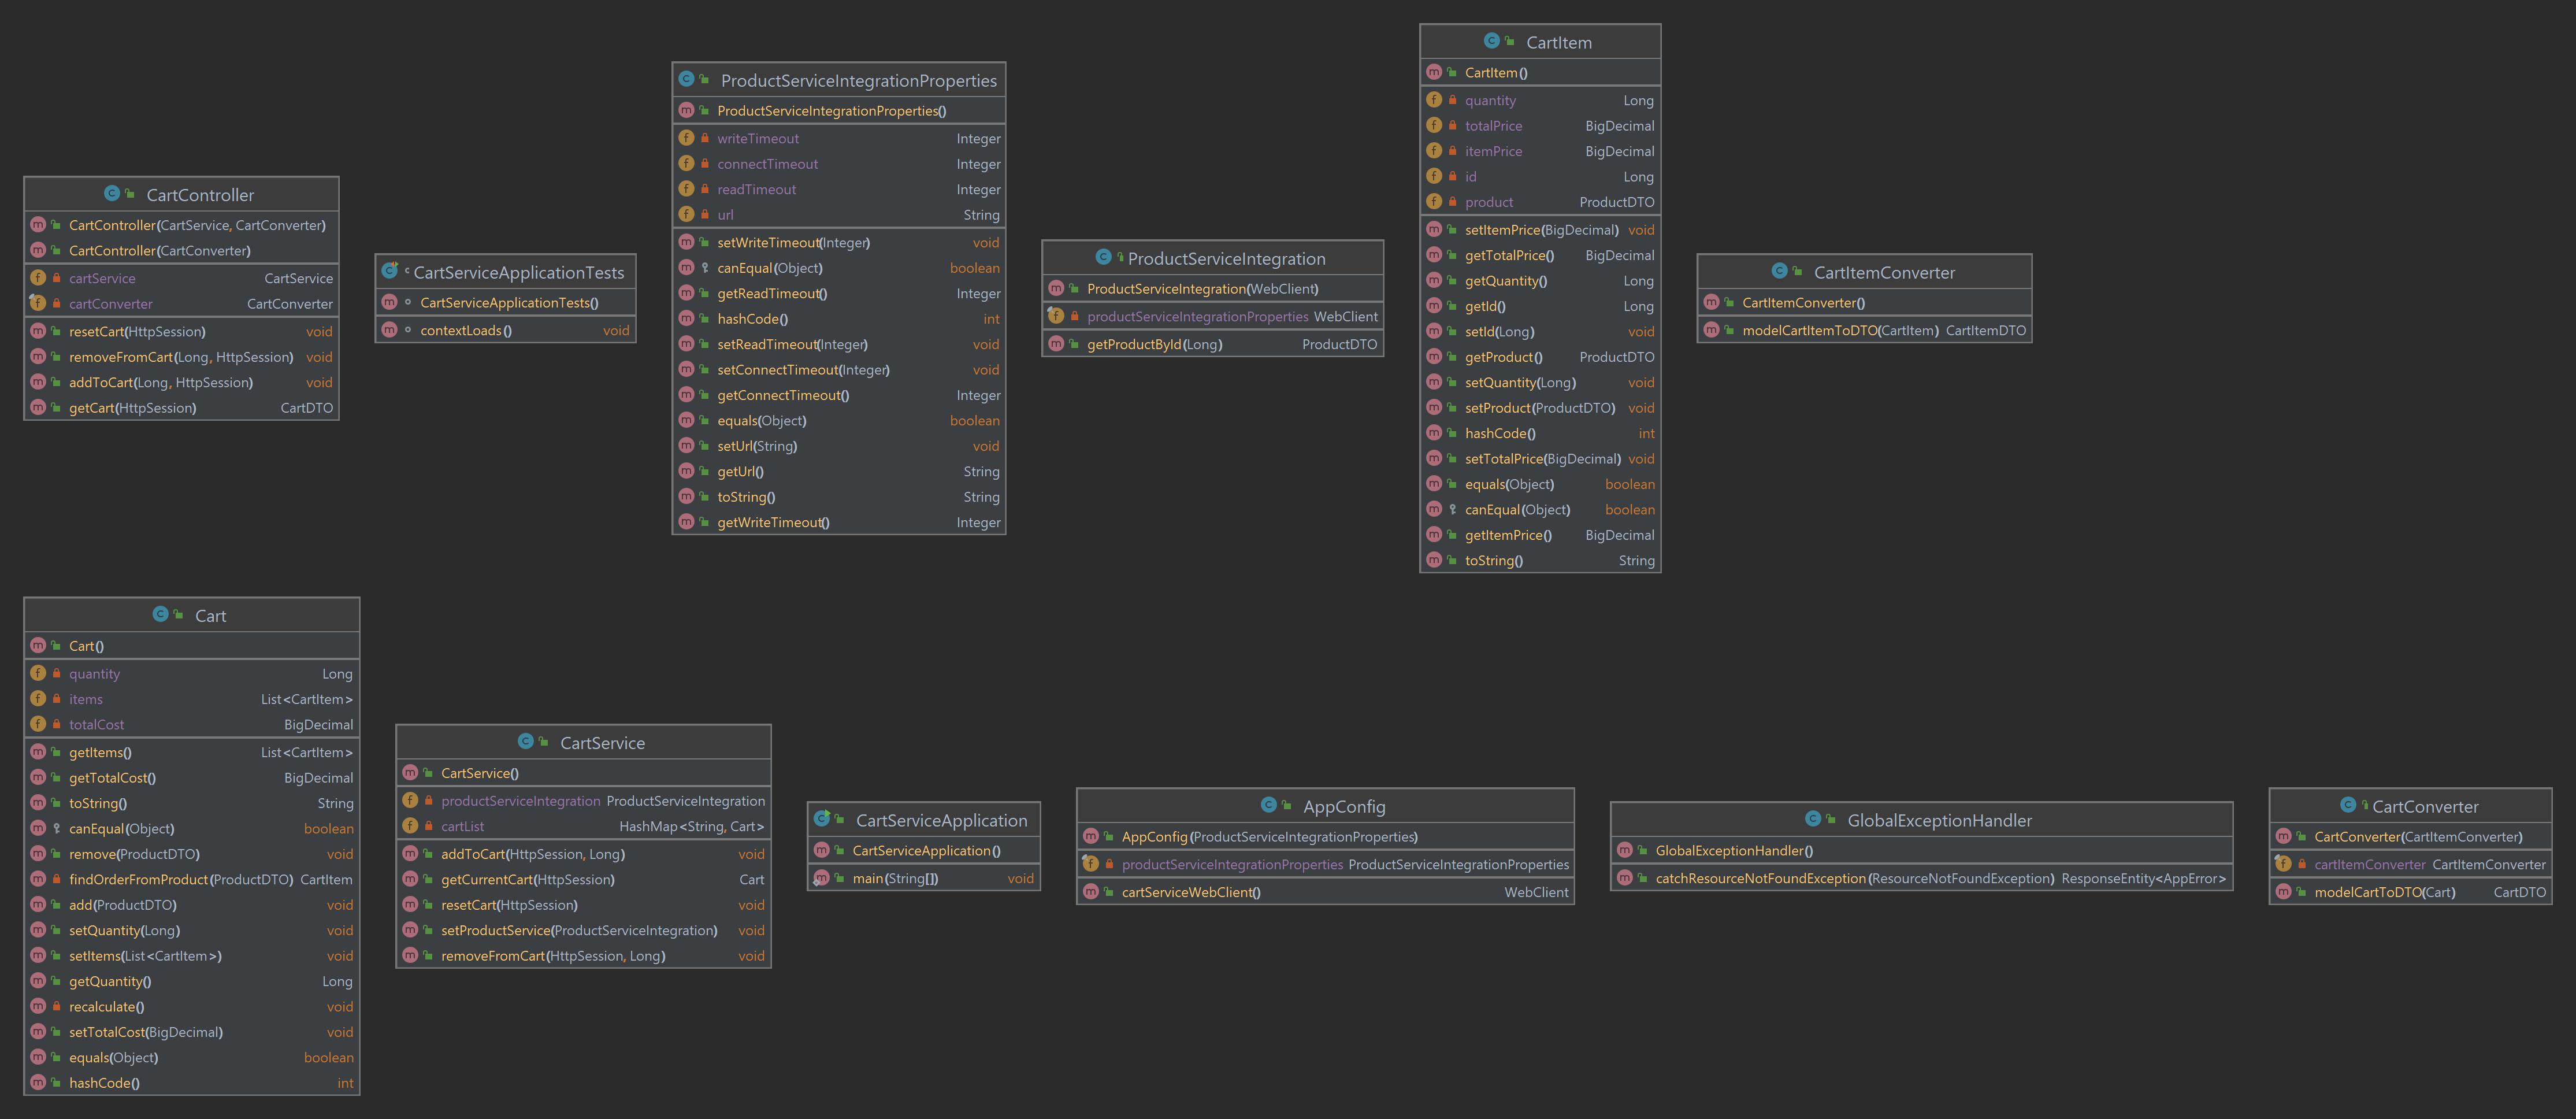 CartController
CartController(CartService, CartConverter)
CartController(CartConverter)
cartService CartService
cartConverter CartConverter
resetCart(HttpSession) void
removeFromCart(Long, HttpSession) void
addToCart(Long, HttpSession) void
getCart(HttpSession) CartDTO
CartServiceApplicationTests
CartServiceApplicationTests()
contextLoads() void
ProductServiceIntegrationProperties
ProductServiceIntegrationProperties()
writeTimeout Integer
connectTimeout Integer
readTimeout Integer
url String
setWriteTimeout(Integer) void
canEqual(Object) boolean
getReadTimeout() Integer
hashCode() int
setReadTimeout(Integer) void
setConnectTimeout(Integer) void
getConnectTimeout() Integer
equals(Object) boolean
setUrl(String) void
getUrl() String
toString() String
getWriteTimeout() Integer
ProductServiceIntegration
ProductServiceIntegration(WebClient)
productServiceIntegrationProperties WebClient
getProductById(Long) ProductDTO
CartItem
CartItem()
quantity Long
totalPrice BigDecimal
itemPrice BigDecimal
id Long
product ProductDTO
setItemPrice(BigDecimal) void
getTotalPrice() BigDecimal
getQuantity() Long
getId() Long
setId(Long) void
getProduct() ProductDTO
setQuantity(Long) void
setProduct(ProductDTO) void
hashCode() int
setTotalPrice(BigDecimal) void
equals(Object) boolean
canEqual(Object) boolean
getItemPrice() BigDecimal
toString() String
CartItemConverter
CartItemConverter()
modelCartItemToDTO(CartItem) CartItemDTO
Cart
Cart()
quantity Long
items List<CartItem>
totalCost BigDecimal
getItems() List<CartItem>
getTotalCost() BigDecimal
toString() String
canEqual(Object) boolean
remove(ProductDTO) void
findOrderFromProduct(ProductDTO) CartItem
add(ProductDTO) void
setQuantity(Long) void
setItems(List<CartItem>) void
getQuantity() Long
recalculate() void
setTotalCost(BigDecimal) void
equals(Object) boolean
hashCode() int
CartService
CartService()
productServiceIntegration ProductServiceIntegration
cartList HashMap<String, Cart>
addToCart(HttpSession, Long) void
getCurrentCart(HttpSession) Cart
resetCart(HttpSession) void
setProductService(ProductServiceIntegration) void
removeFromCart(HttpSession, Long) void
CartServiceApplication
CartServiceApplication()
main(String[]) void
AppConfig
AppConfig(ProductServiceIntegrationProperties)
productServiceIntegrationProperties ProductServiceIntegrationProperties
cartServiceWebClient() WebClient
GlobalExceptionHandler
GlobalExceptionHandler()
catchResourceNotFoundException(ResourceNotFoundException) ResponseEntity<AppError>
CartConverter
CartConverter(CartItemConverter)
cartItemConverter CartItemConverter
modelCartToDTO(Cart) CartDTO